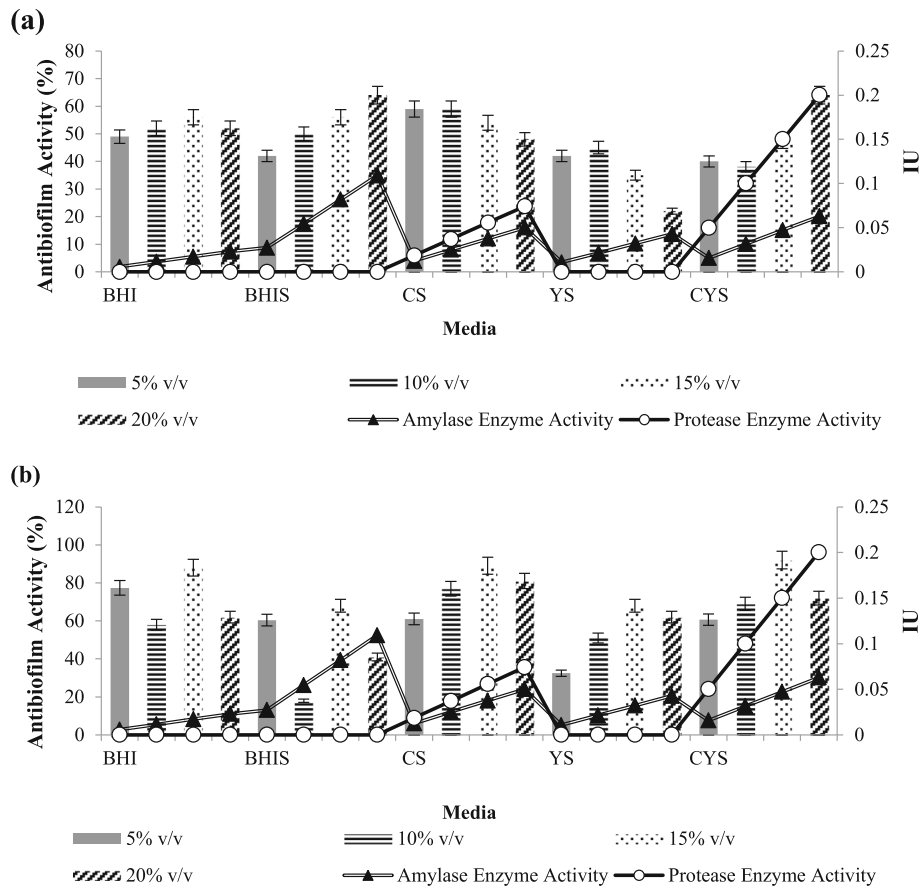 (a)
Antibiofilm Activity (%)
80
70
60
50
40
30
20
10
0
0.25
0.2
0.15
0.1
0.05
0
IU
BHI BHIS CS YS CYS
Media
5% v/v 10% v/v 15% v/v
20% v/v Amylase Enzyme Activity Protease Enzyme Activity
(b)
Antibiofilm Activity (%)
120
100
80
60
40
20
0
0.25
0.2
0.15
0.1
0.05
0
IU
BHI BHIS CS YS CYS
Media
5% v/v 10% v/v 15% v/v
20% v/v Amylase Enzyme Activity Protease Enzyme Activity